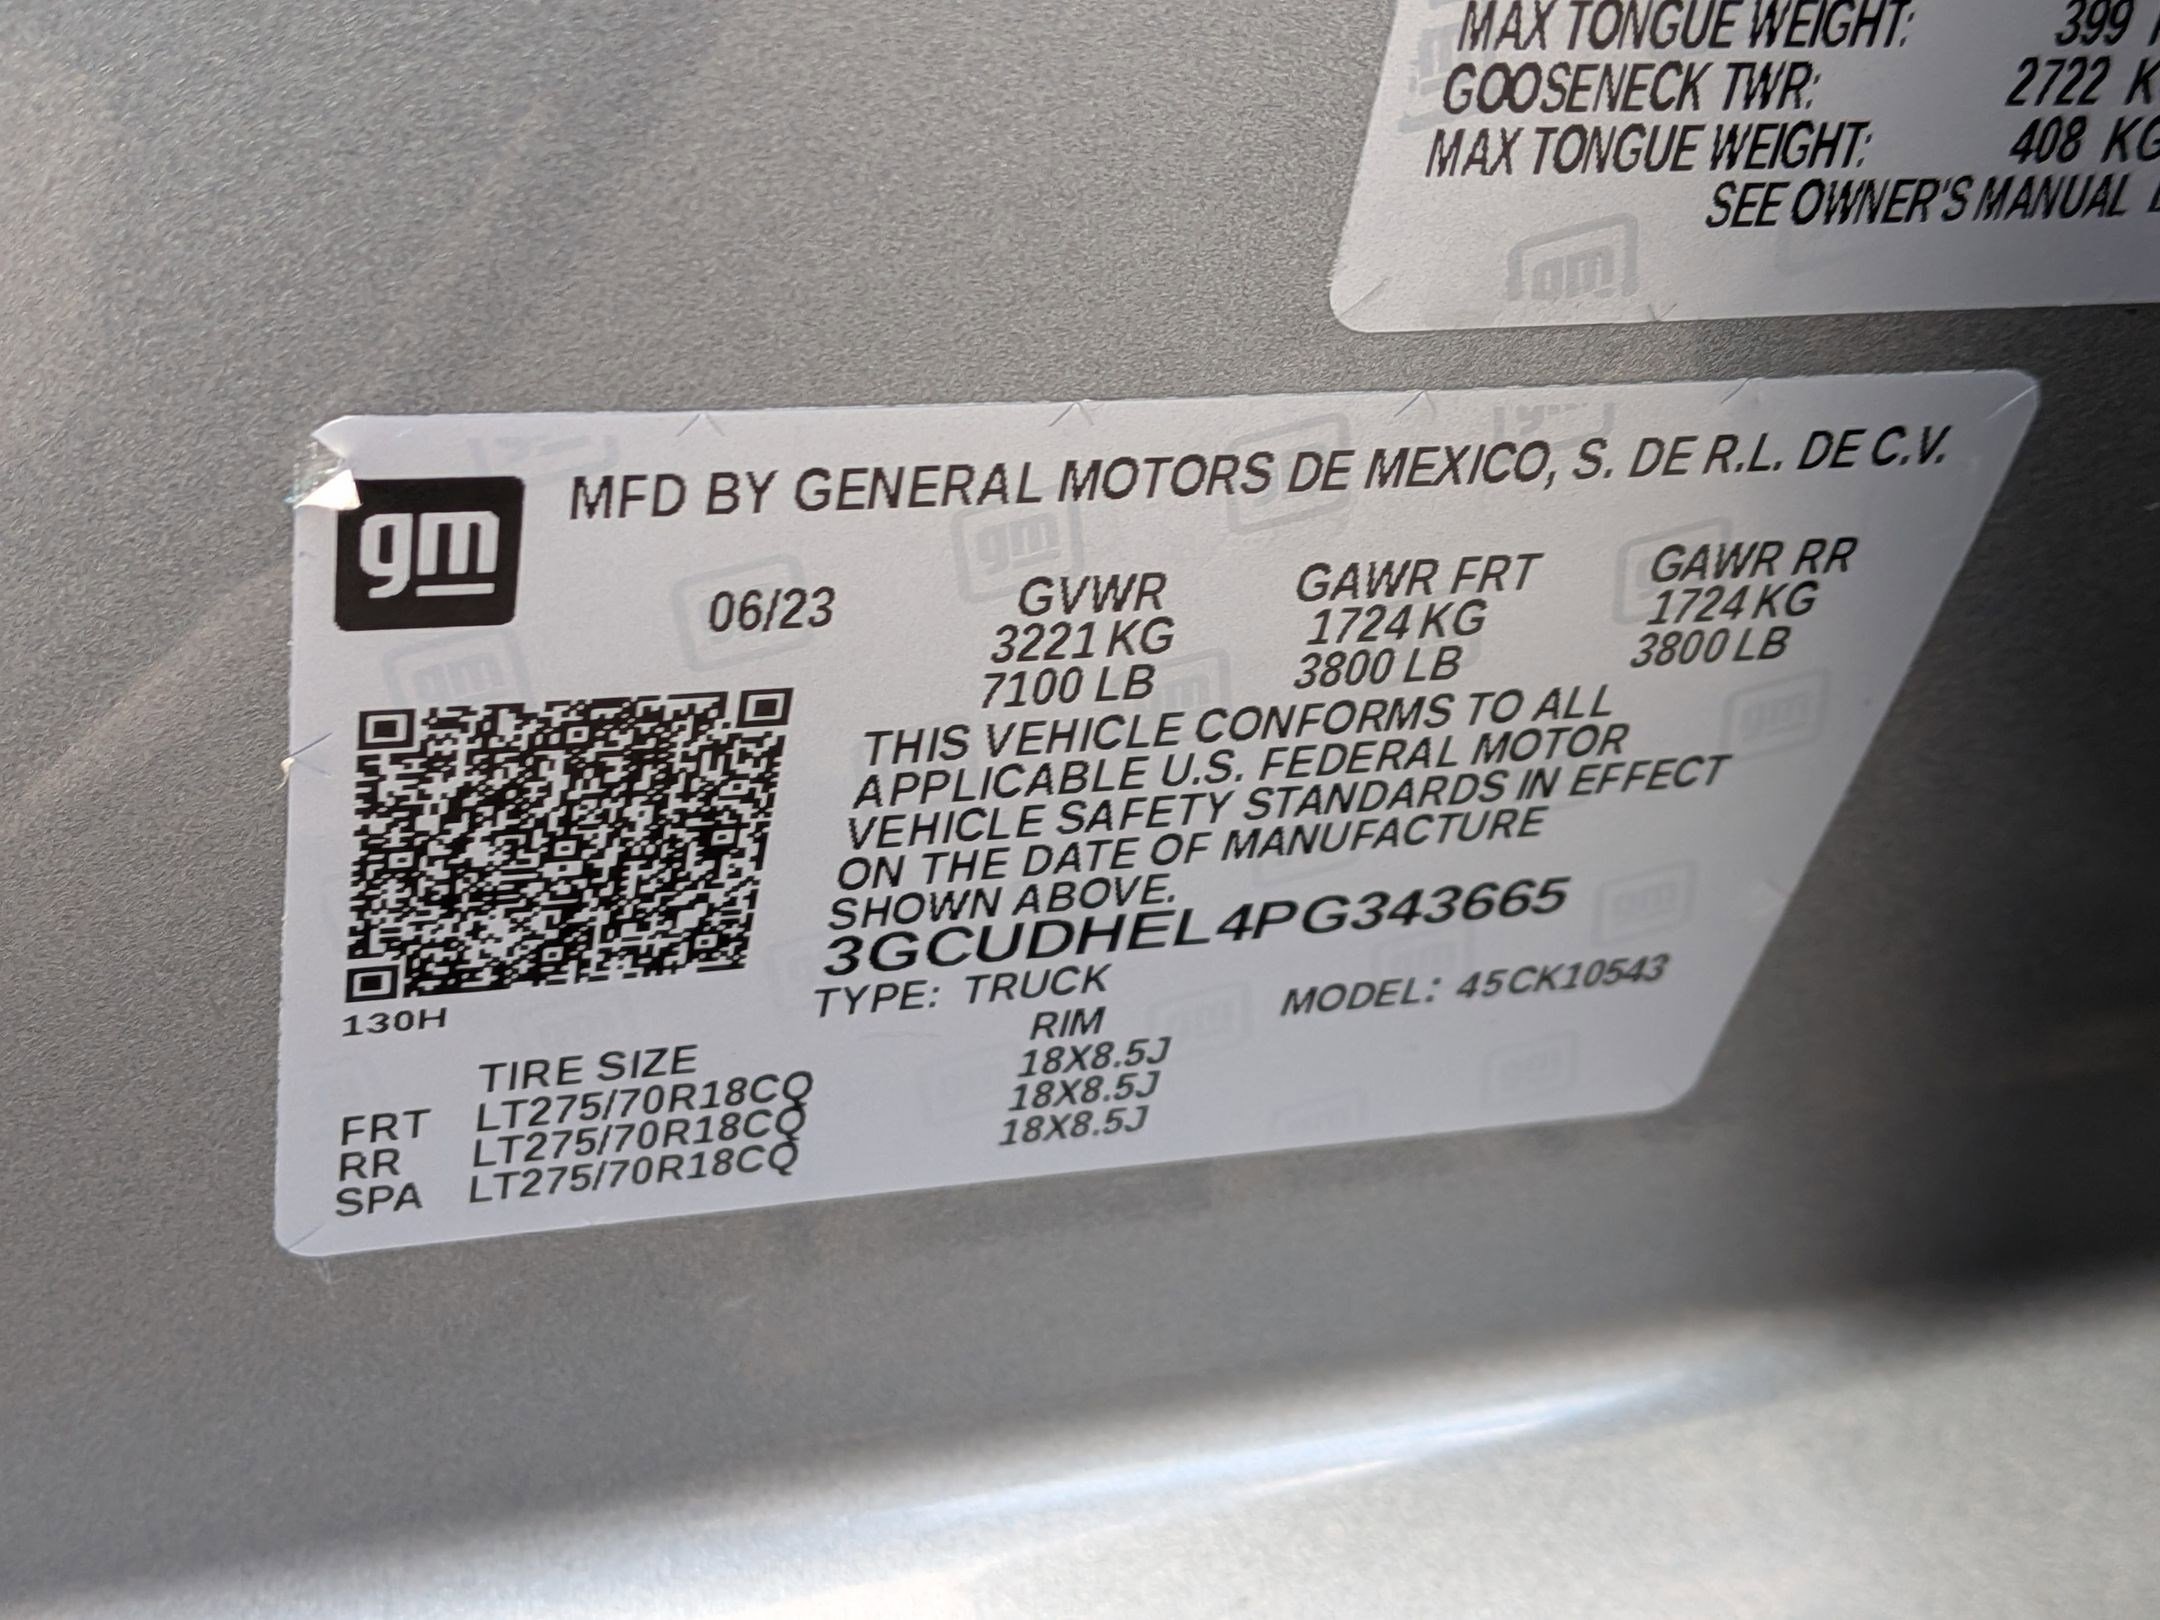 MAX TONGUE WEIGHT: 399
GOOSENECK TWR: 2722 K
MAX TONGUE WEIGHT: 408 KG
SEE OWNER'S MANUAL
gm
MFD BY GENERAL MOTORS DE MEXICO, S. DE R.L. DE C.V.
06/23 GVWR GAWR FRT GAWR RR
3221 KG 1724 KG 1724 KG
7100 LB 3800 LB 3800 LB
THIS VEHICLE CONFORMS TO ALL
APPLICABLE U.S. FEDERAL MOTOR
VEHICLE SAFETY STANDARDS IN EFFECT
ON THE DATE OF MANUFACTURE
SHOWN ABOVE.
3GCUDHEL4PG343665
TYPE: TRUCK MODEL: 45CK10543
130H
TIRE SIZE RIM
FRT LT275/70R18CQ 18X8.5J
RR LT275/70R18CQ 18X8.5J
SPA LT275/70R18CQ 18X8.5J